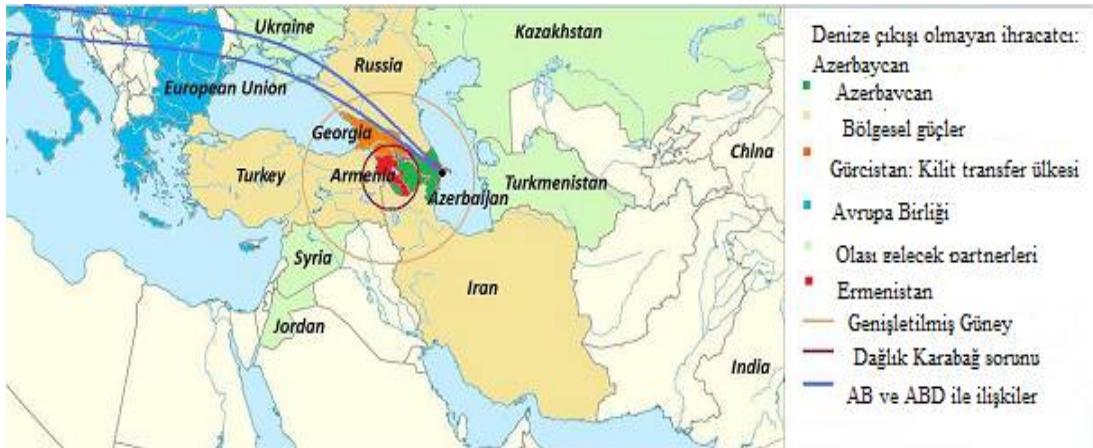 Ukraine
Kazakhstan
Russia
European Union
Georgia
China
Turkey
Armenia
Azerbaijan
Turkmenistan
Syria
Iran
Jordan
India
Denize çıkışı olmayan ihracatcı:
Azerbaycan
Azerbaycan
Bölgesel güçler
Gürcistan: Kilit transfer ülkesi
Avrupa Birliği
Olası gelecek partnerleri
Ermenistan
Genişletilmiş Güney
Dağlık Karabağ sorunu
AB ve ABD ile ilişkiler